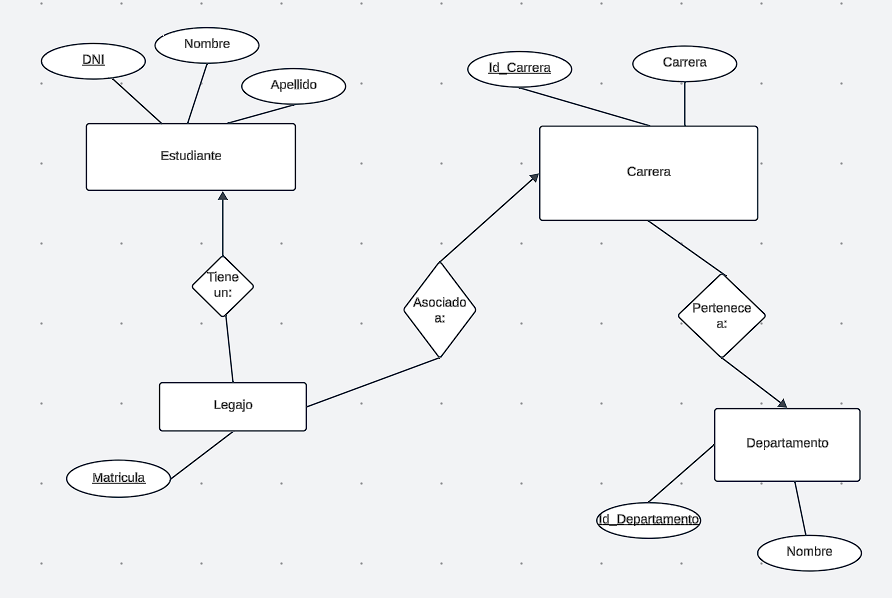 DNI
Nombre
Apellido
Estudiante
Id_Carrera
Carrera
Carrera
Tiene
un:
Asociado
a:
Pertenece
a:
Legajo
Matricula
Departamento
Id_Departamento
Nombre